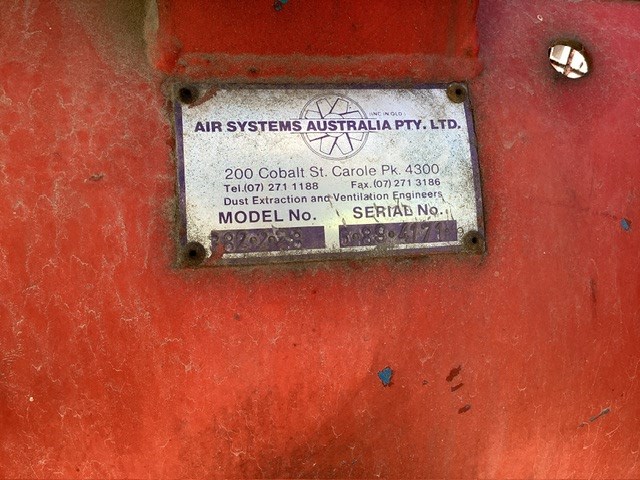 (INC IN QLD)
AIR SYSTEMS AUSTRALIA PTY. LTD.
200 Cobalt St. Carole Pk. 4300
Tel.(07) 271 1188 Fax.(07) 271 3186
Dust Extraction and Ventilation Engineers
MODEL No. SERIAL No.